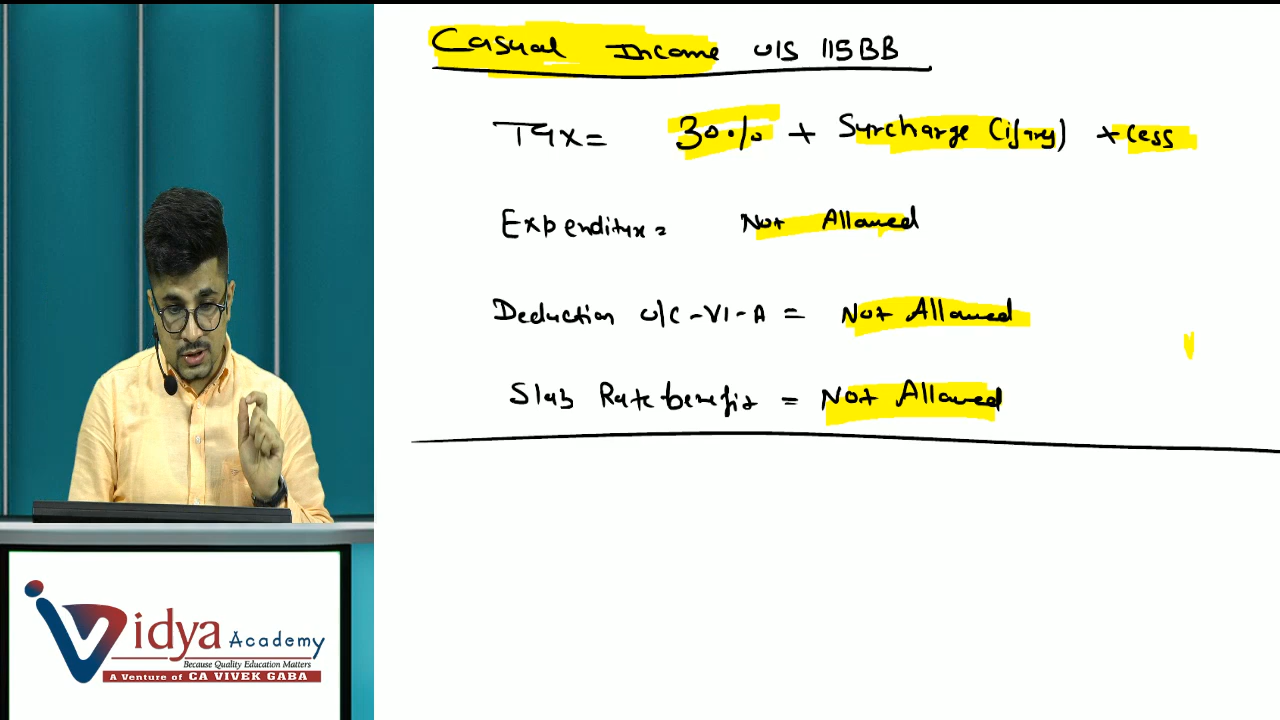 Casual Income U/S 115BB
Tax = 30% + Surcharge (if any) + Cess
Expenditure = Not Allowed
Deduction U/C-VI-A = Not Allowed
Slab Rate benefit = Not Allowed
Vidya Academy
Because Quality Education Matters
A Venture of CA VIVEK GABA